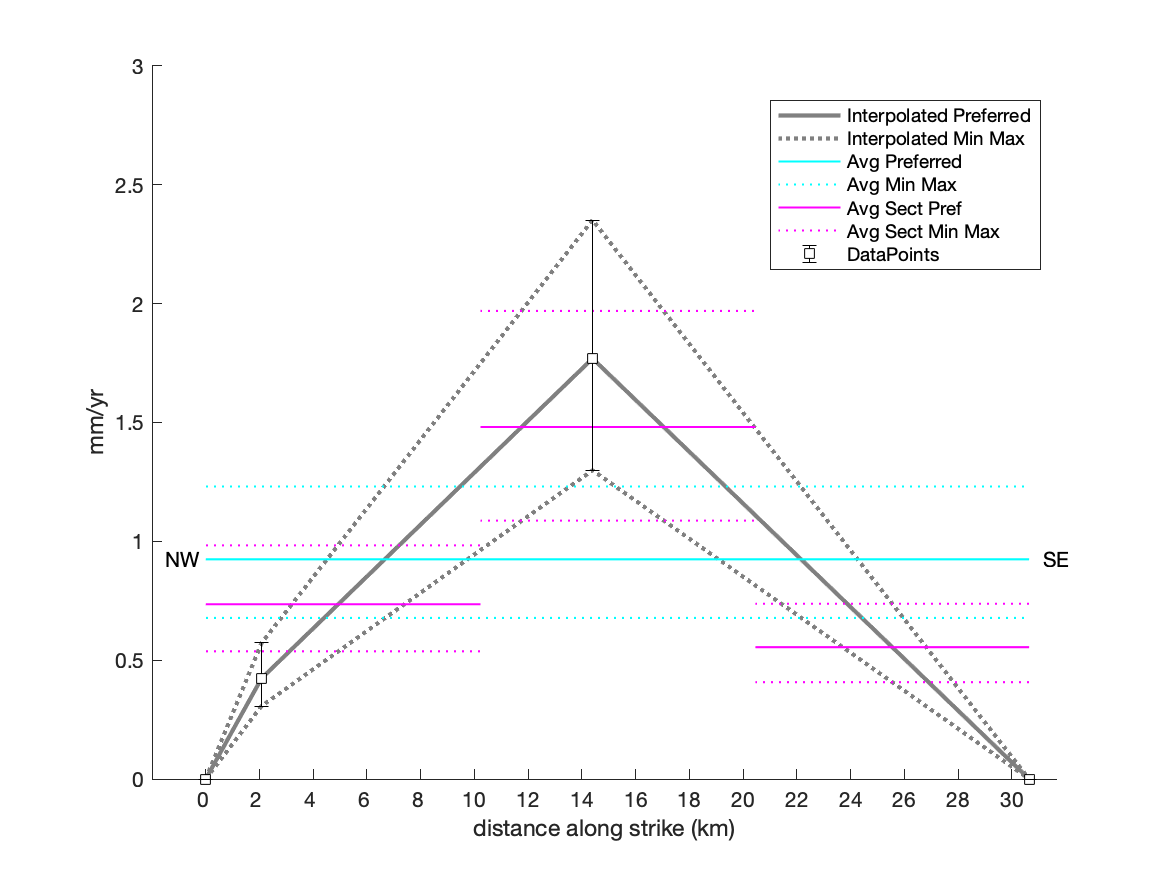 3
2.5
2
1.5
1
0.5
0
mm/yr
Interpolated Preferred
Interpolated Min Max
Avg Preferred
Avg Min Max
Avg Sect Pref
Avg Sect Min Max
DataPoints
NW
SE
0 2 4 6 8 10 12 14 16 18 20 22 24 26 28 30
distance along strike (km)